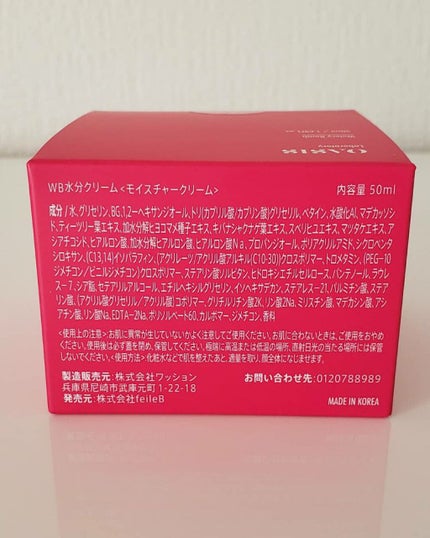 OASIS
Laboratory
Watery Bomb
WB水分クリーム<モイスチャークリーム>
内容量 50ml
成分 / 水,グリセリン,BG,1,2-ヘキサンジオール,トリ(カプリル酸/カプリン酸)グリセリル,ベタイン,水酸化Al,マデカッソシ
ド,ティーツリー葉エキス,加水分解ヒヨコマメ種子エキス,キバナシャクナゲ葉エキス,スベリヒユエキス,マツタケエキス,ア
シアチコシド,ヒアルロン酸,加水分解ヒアルロン酸,ヒアルロン酸Na,プロパンジオール,ポリアクリルアミド,シクロペンタ
シロキサン,(C13,14)イソパラフィン,(アクリレーツ/アクリル酸アルキル(C10-30))クロスポリマー,トロメタミン,(PEG-10
ジメチコン/ビニルジメチコン)クロスポリマー,ステアリン酸ソルビタン,ヒドロキシエチルセルロース,パンテノール,ラウレ
ス-7,シア脂,セテアリルアルコール,エチルヘキシルグリセリン,イソヘキサデカン,ステアレス-21,パルミチン酸,ステア
リン酸,(アクリル酸グリセリル/アクリル酸)コポリマー,グリチルリチン酸2K,リン酸2Na,ミリスチン酸,マデカシン酸,アシ
アチン酸,リン酸Na,EDTA-2Na,ポリソルベート60,カルボマー,ジメチコン,香料
<使用上の注意>お肌に異常が生じていないかよく注意してご使用ください。お肌に合わないときは、ご使用をおやめ
ください。使用後は必ず蓋を閉め、保管してください。極端に高温または低温の場所、直射日光の当たる場所には保管
しないでください。<使用方法> 化粧水などで肌を整えたあと、適量を取り、顔全体になじませます。
製造販売元：株式会社ワッション
お問い合わせ先：0120788989
兵庫県尼崎市武庫元町1-22-18
発売元：株式会社feileB
MADE IN KOREA